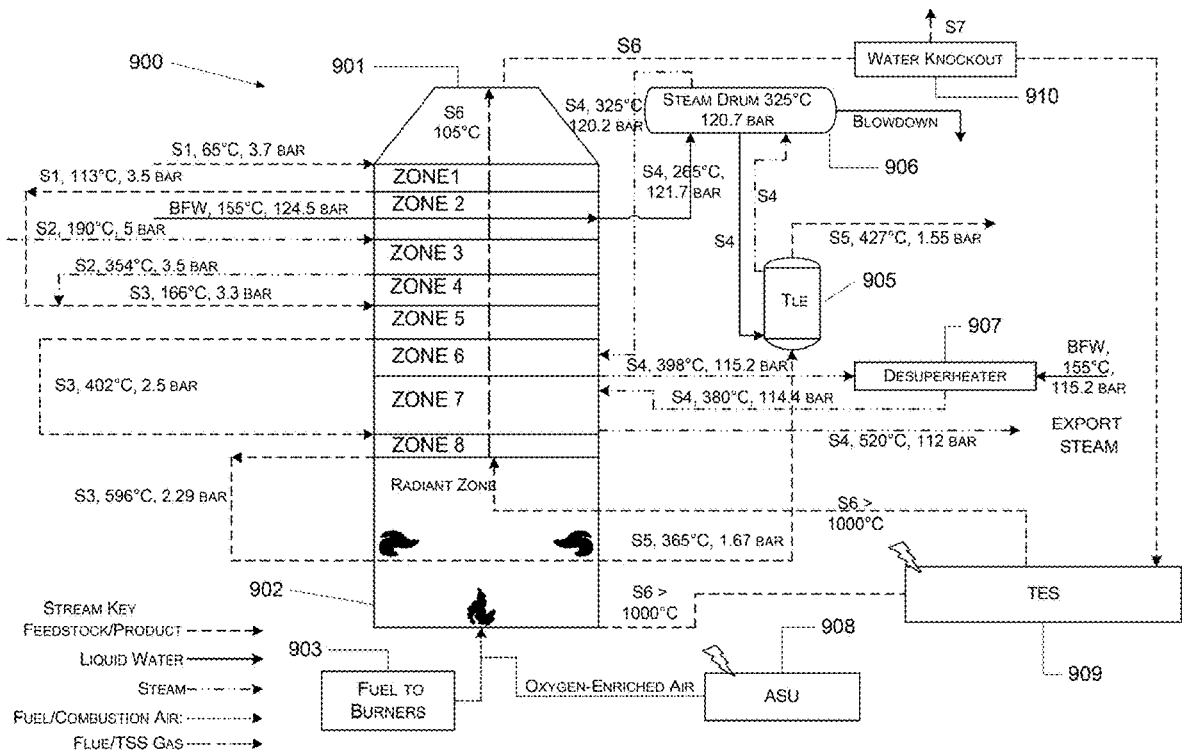 S7
S6
WATER KNOCKOUT
900
901
910
S6
105°C
S4, 325°C
120.2 BAR
STEAM DRUM 325°C
120.7 BAR
BLOWDOWN
906
S1, 65°C, 3.7 BAR
S1, 113°C, 3.5 BAR
ZONE1
ZONE 2
BFW, 155°C, 124.5 BAR
S4, 265°C,
121.7 BAR
S4
S4
S2, 190°C, 5 BAR
ZONE 3
S5, 427°C, 1.55 BAR
S2, 354°C, 3.5 BAR
ZONE 4
S3, 166°C, 3.3 BAR
TLE
905
ZONE 5
907
ZONE 6
S4, 398°C, 115.2 BAR
DESUPERHEATER
BFW,
155°C,
115.2 BAR
S3, 402°C, 2.5 BAR
ZONE 7
S4, 380°C, 114.4 BAR
EXPORT
STEAM
ZONE 8
S4, 520°C, 112 BAR
RADIANT ZONE
S3, 596°C, 2.29 BAR
S6 >
1000°C
S5, 365°C, 1.67 BAR
902
S6 >
1000°C
TES
STREAM KEY
FEEDSTOCK/PRODUCT
908
903
LIQUID WATER
909
STEAM
FUEL TO
BURNERS
OXYGEN-ENRICHED AIR
ASU
FUEL/COMBUSTION AIR:
FLUE/TSS GAS